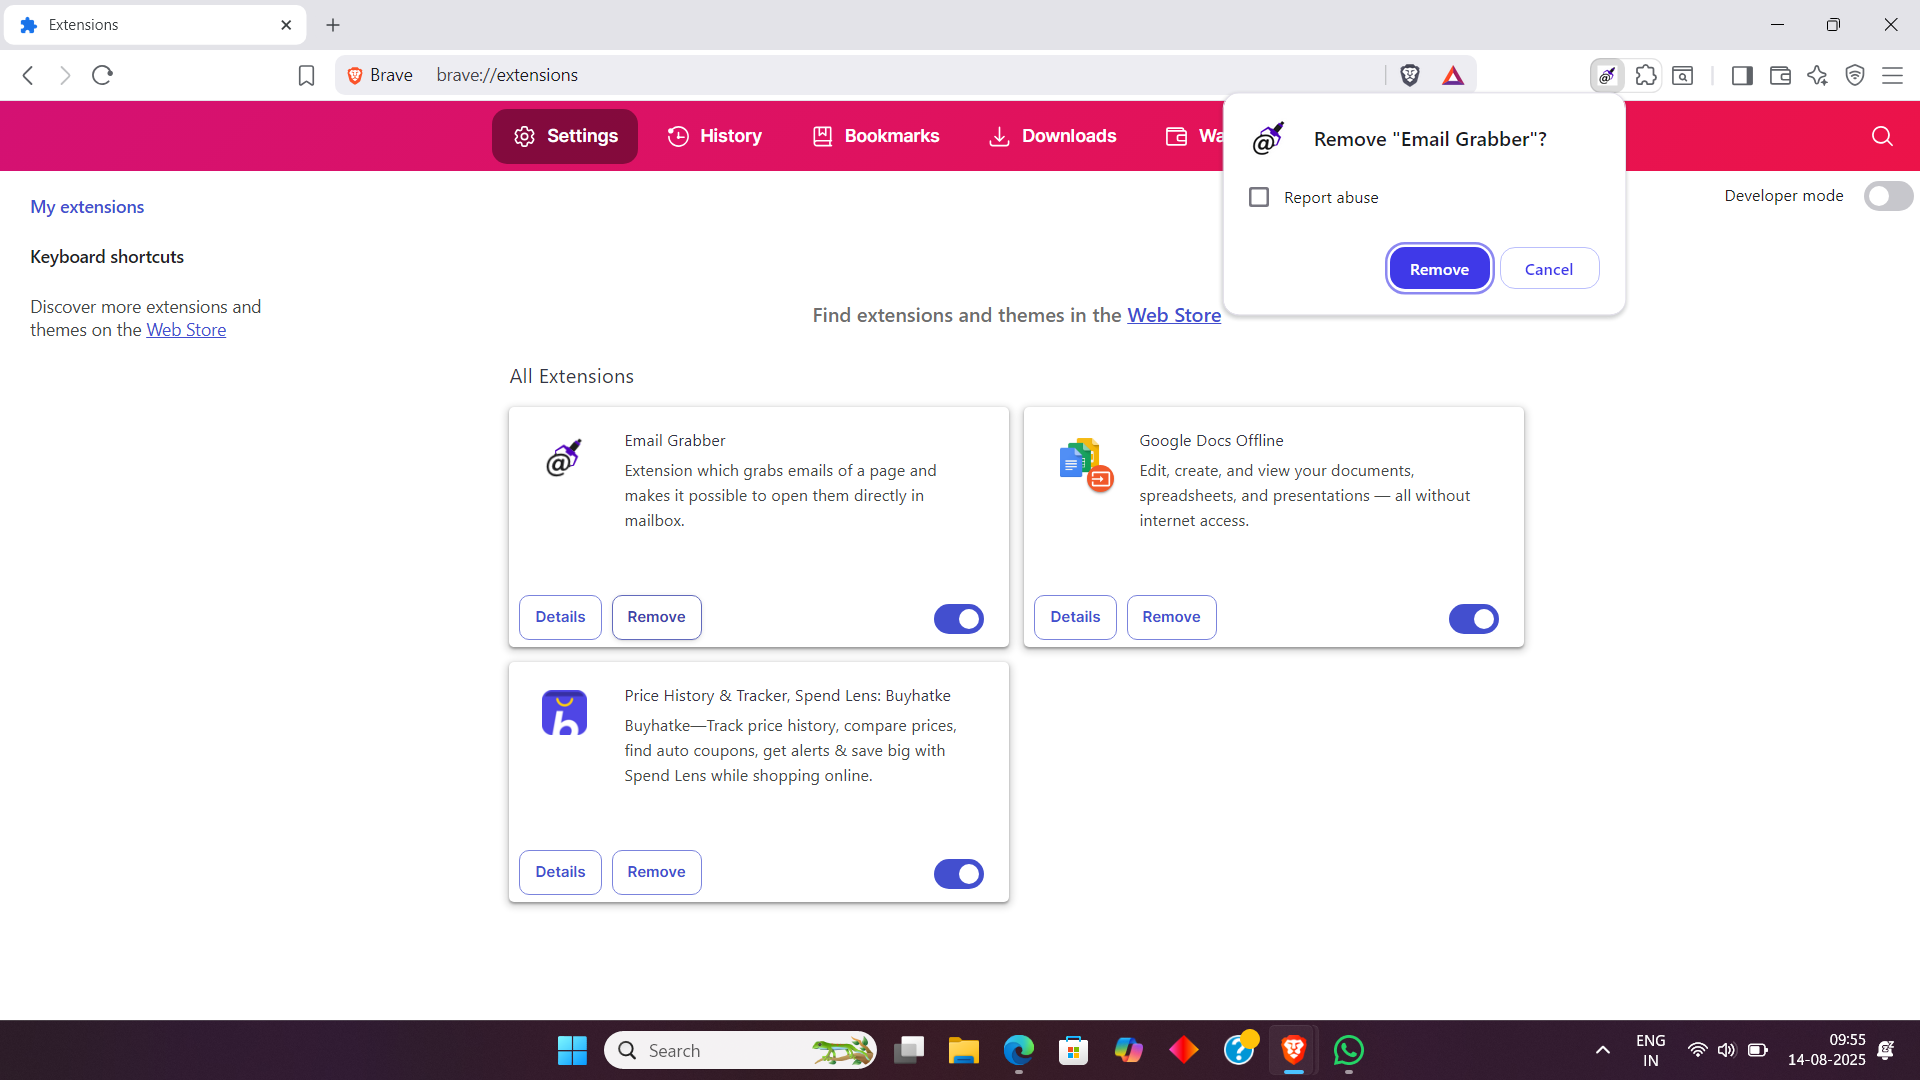 Extensions
Brave
brave://extensions
Settings
History
Bookmarks
Downloads
Wa
Remove "Email Grabber"?
Report abuse
Remove
Cancel
Developer mode
My extensions
Keyboard shortcuts
Discover more extensions and
themes on the Web Store
Find extensions and themes in the Web Store
All Extensions
Email Grabber
Extension which grabs emails of a page and
makes it possible to open them directly in
mailbox.
Details
Remove
Google Docs Offline
Edit, create, and view your documents,
spreadsheets, and presentations — all without
internet access.
Details
Remove
Price History & Tracker, Spend Lens: Buyhatke
Buyhatke—Track price history, compare prices,
find auto coupons, get alerts & save big with
Spend Lens while shopping online.
Details
Remove
Search
ENG
IN
09:55
14-08-2025